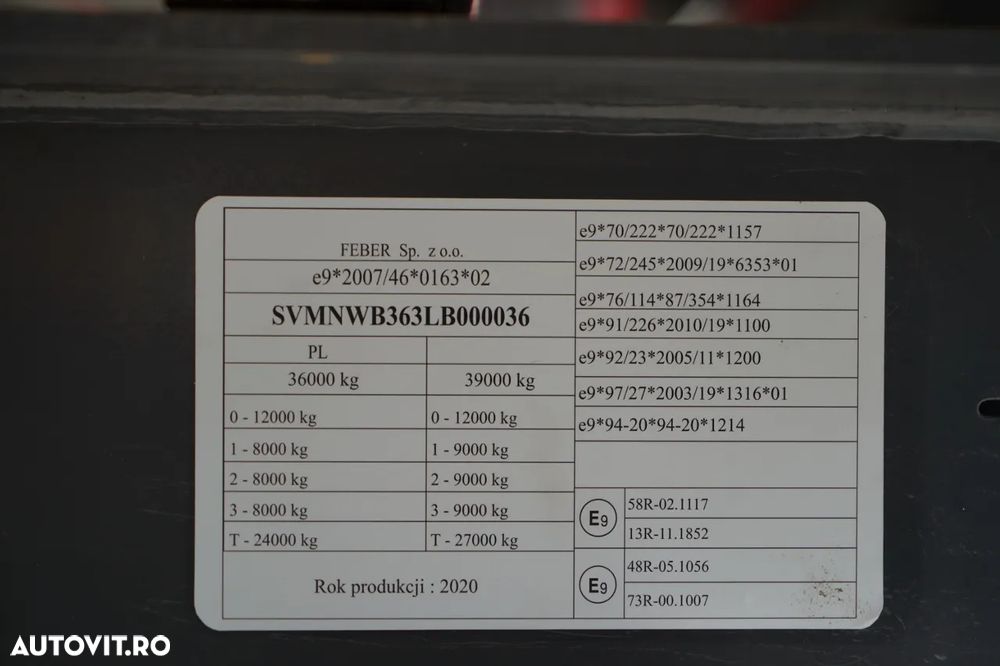 FEBER Sp. z o.o.
e9*2007/46*0163*02
SVMNWB363LB000036
PL
36000 kg 39000 kg
0 - 12000 kg 0 - 12000 kg
1 - 8000 kg 1 - 9000 kg
2 - 8000 kg 2 - 9000 kg
3 - 8000 kg 3 - 9000 kg
T - 24000 kg T - 27000 kg
Rok produkcji : 2020
e9*70/222*70/222*1157
e9*72/245*2009/19*6353*01
e9*76/114*87/354*1164
e9*91/226*2010/19*1100
e9*92/23*2005/11*1200
e9*97/27*2003/19*1316*01
e9*94-20*94-20*1214
E9
58R-02.1117
13R-11.1852
E9
48R-05.1056
73R-00.1007
AUTOVIT.RO